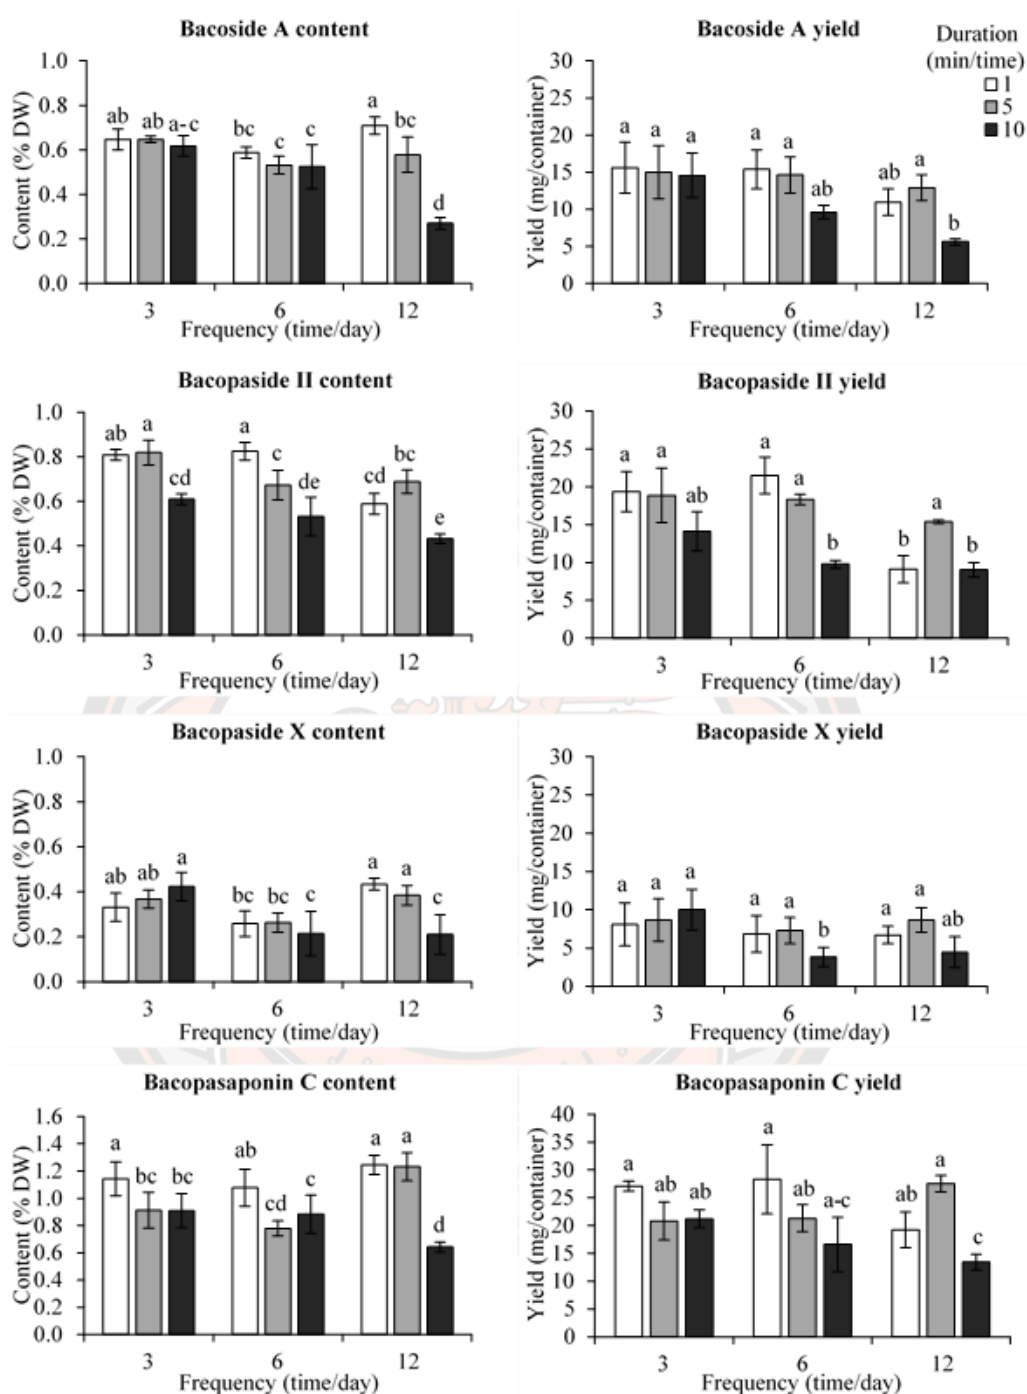 Bacoside A content
Content (% DW)
1.0
0.8
0.6
0.4
0.2
0.0
ab ab a-c bc c c a bc d
3 6 12
Frequency (time/day)
Bacoside A yield
Duration
(min/time)
1
5
10
Yield (mg/container)
30
25
20
15
10
5
0
a a a a a ab ab a b
3 6 12
Frequency (time/day)
Bacopaside II content
Content (% DW)
1.0
0.8
0.6
0.4
0.2
0.0
ab a cd a c de cd bc e
3 6 12
Frequency (time/day)
Bacopaside II yield
Yield (mg/container)
30
25
20
15
10
5
0
a a ab a a b b a b
3 6 12
Frequency (time/day)
Bacopaside X content
Content (% DW)
1.0
0.8
0.6
0.4
0.2
0.0
ab ab a bc bc c a a c
3 6 12
Frequency (time/day)
Bacopaside X yield
Yield (mg/container)
30
25
20
15
10
5
0
a a a a a b a a ab
3 6 12
Frequency (time/day)
Bacopasaponin C content
Content (% DW)
1.6
1.4
1.2
1.0
0.8
0.6
0.4
0.2
0.0
a bc bc ab cd c a a d
3 6 12
Frequency (time/day)
Bacopasaponin C yield
Yield (mg/container)
40
35
30
25
20
15
10
5
0
a ab ab a ab a-c ab a c
3 6 12
Frequency (time/day)